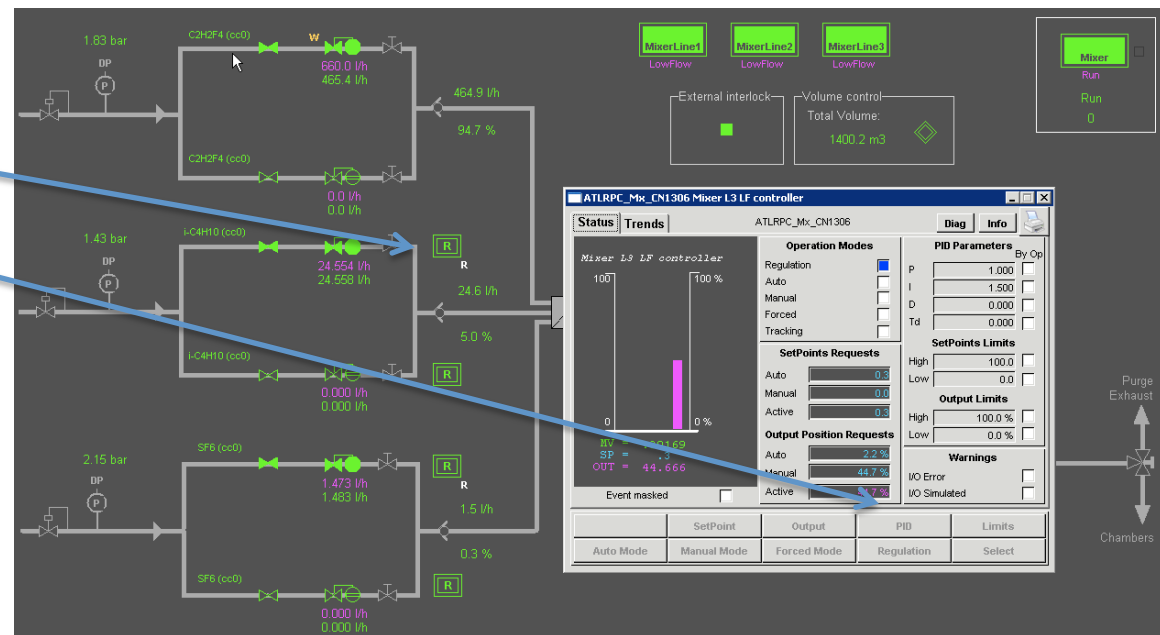 1.83 bar
DP
P
C2H2F4 (cc0)
W
660.0 l/h
465.4 l/h
464.9 l/h
94.7 %
C2H2F4 (cc0)
0.0 l/h
0.0 l/h
1.43 bar
DP
P
i-C4H10 (cc0)
24.554 l/h
24.558 l/h
R
R
24.6 l/h
5.0 %
i-C4H10 (cc0)
0.000 l/h
0.000 l/h
R
2.15 bar
DP
P
SF6 (cc0)
1.473 l/h
1.483 l/h
R
R
1.5 l/h
0.3 %
SF6 (cc0)
0.000 l/h
0.000 l/h
R
MixerLine1 MixerLine2 MixerLine3
LowFlow LowFlow LowFlow
External interlock
Volume control
Total Volume:
1400.2 m3
Mixer
Run
Run
0
ATLRPC_Mx_CN1306 Mixer L3 LF controller
Status Trends ATLRPC_Mx_CN1306 Diag Info
Mixer L3 LF controller
100 100 %
0 0 %
MV =
SP =
OUT = 44.666
Event masked
Operation Modes
Regulation
Auto
Manual
Forced
Tracking
SetPoints Requests
Auto 0.3
Manual 0.0
Active 0.3
Output Position Requests
Auto 2.2 %
Manual 44.7 %
Active
PID Parameters
By Op
P 1.000
I 1.500
D 0.000
Td 0.000
SetPoints Limits
High 100.0
Low 0.0
Output Limits
High 100.0 %
Low 0.0 %
Warnings
I/O Error
I/O Simulated
SetPoint Output PID Limits
Auto Mode Manual Mode Forced Mode Regulation Select
Purge
Exhaust
Chambers